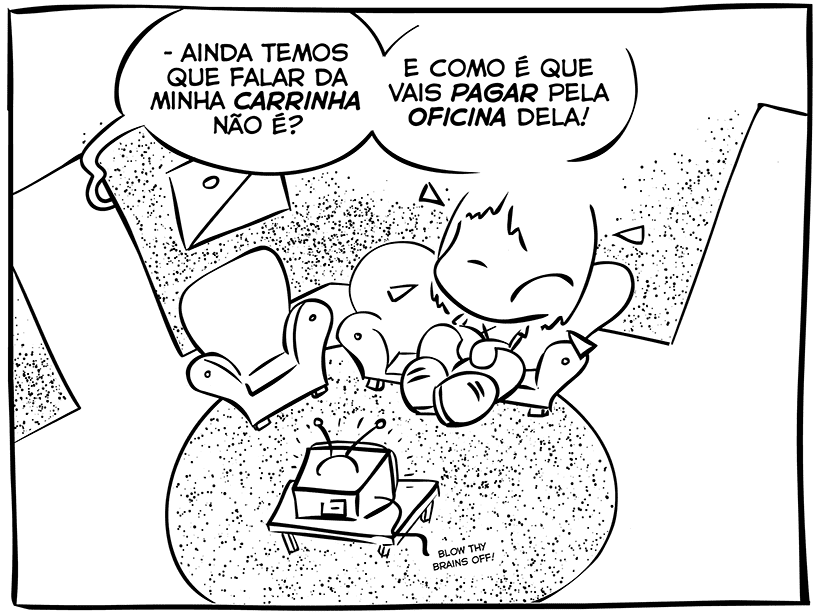 - AINDA TEMOS
QUE FALAR DA
MINHA CARRINHA
NÃO É?
E COMO É QUE
VAIS PAGAR PELA
OFICINA DELA!
BLOW THY
BRAINS OFF!